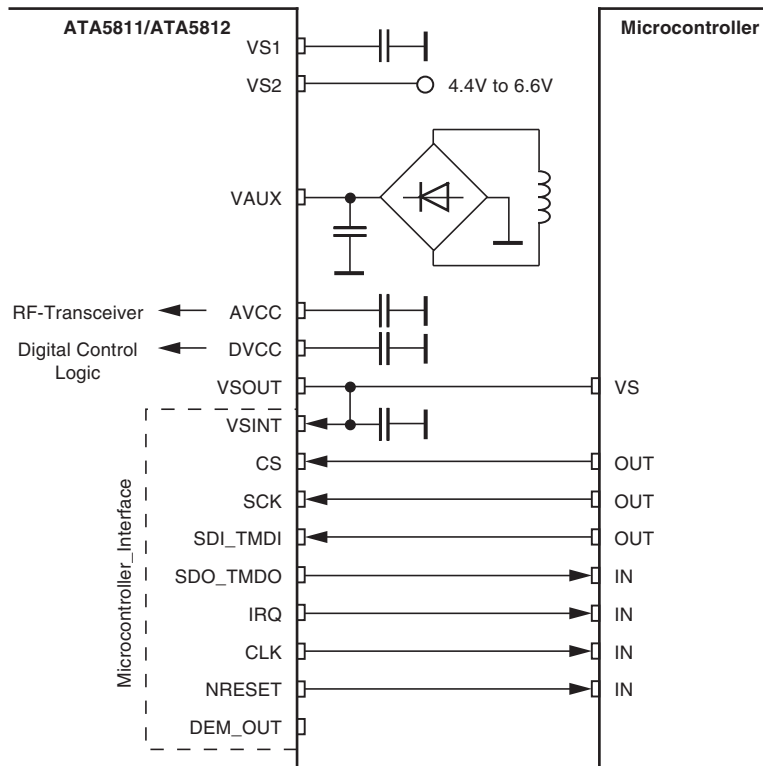 ATA5811/ATA5812
Microcontroller
VS1
VS2
4.4V to 6.6V
VAUX
RF-Transceiver
AVCC
Digital Control
Logic
DVCC
VSOUT
VS
VSINT
CS
OUT
SCK
OUT
SDI_TMDI
OUT
SDO_TMDO
IN
IRQ
IN
CLK
IN
NRESET
IN
DEM_OUT
Microcontroller_Interface